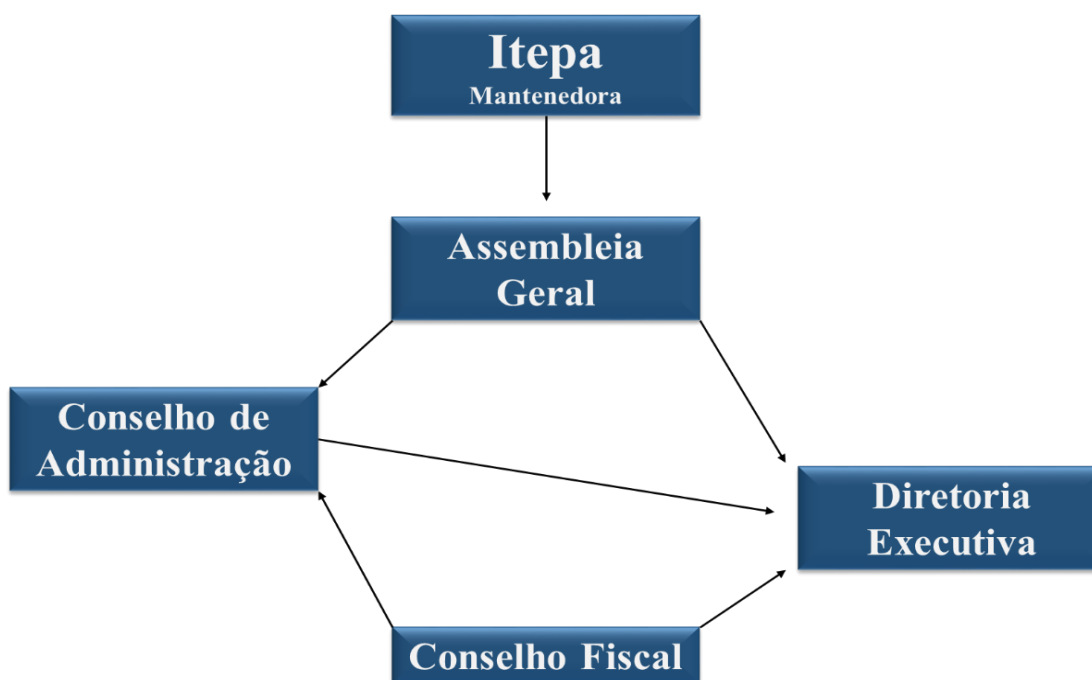 Itepa
Mantenedora
Assembleia
Geral
Conselho de
Administração
Diretoria
Executiva
Conselho Fiscal